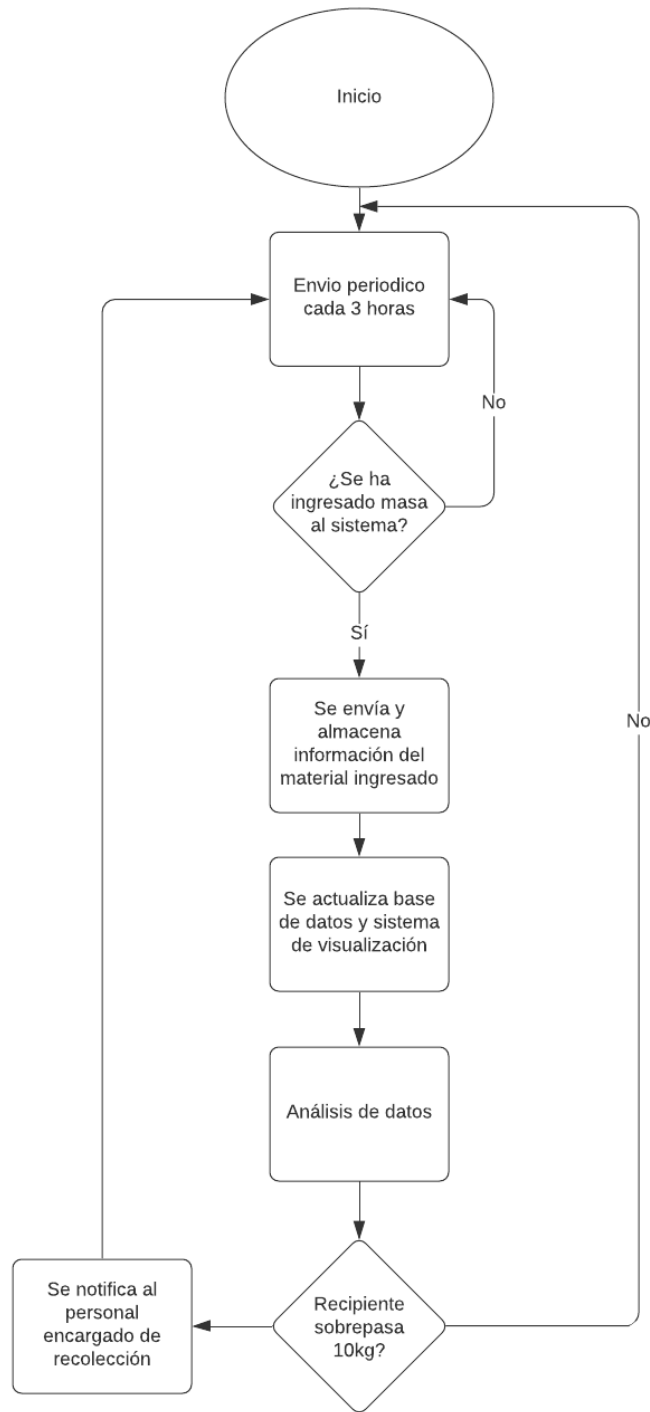 Inicio
Envio periodico
cada 3 horas
No
¿Se ha
ingresado masa
al sistema?
Sí
Se envía y
almacena
información del
material ingresado
No
Se actualiza base
de datos y sistema
de visualización
Análisis de datos
Se notifica al
personal
encargado de
recolección
Recipiente
sobrepasa
10kg?